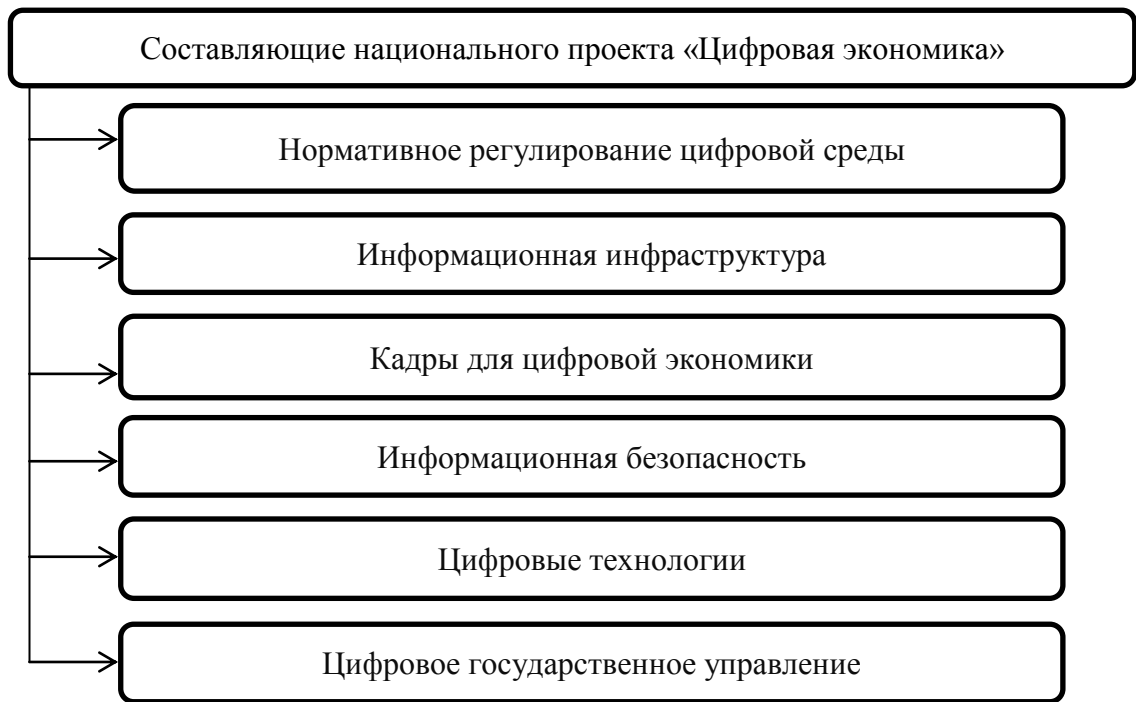 Составляющие национального проекта «Цифровая экономика»
Нормативное регулирование цифровой среды
Информационная инфраструктура
Кадры для цифровой экономики
Информационная безопасность
Цифровые технологии
Цифровое государственное управление